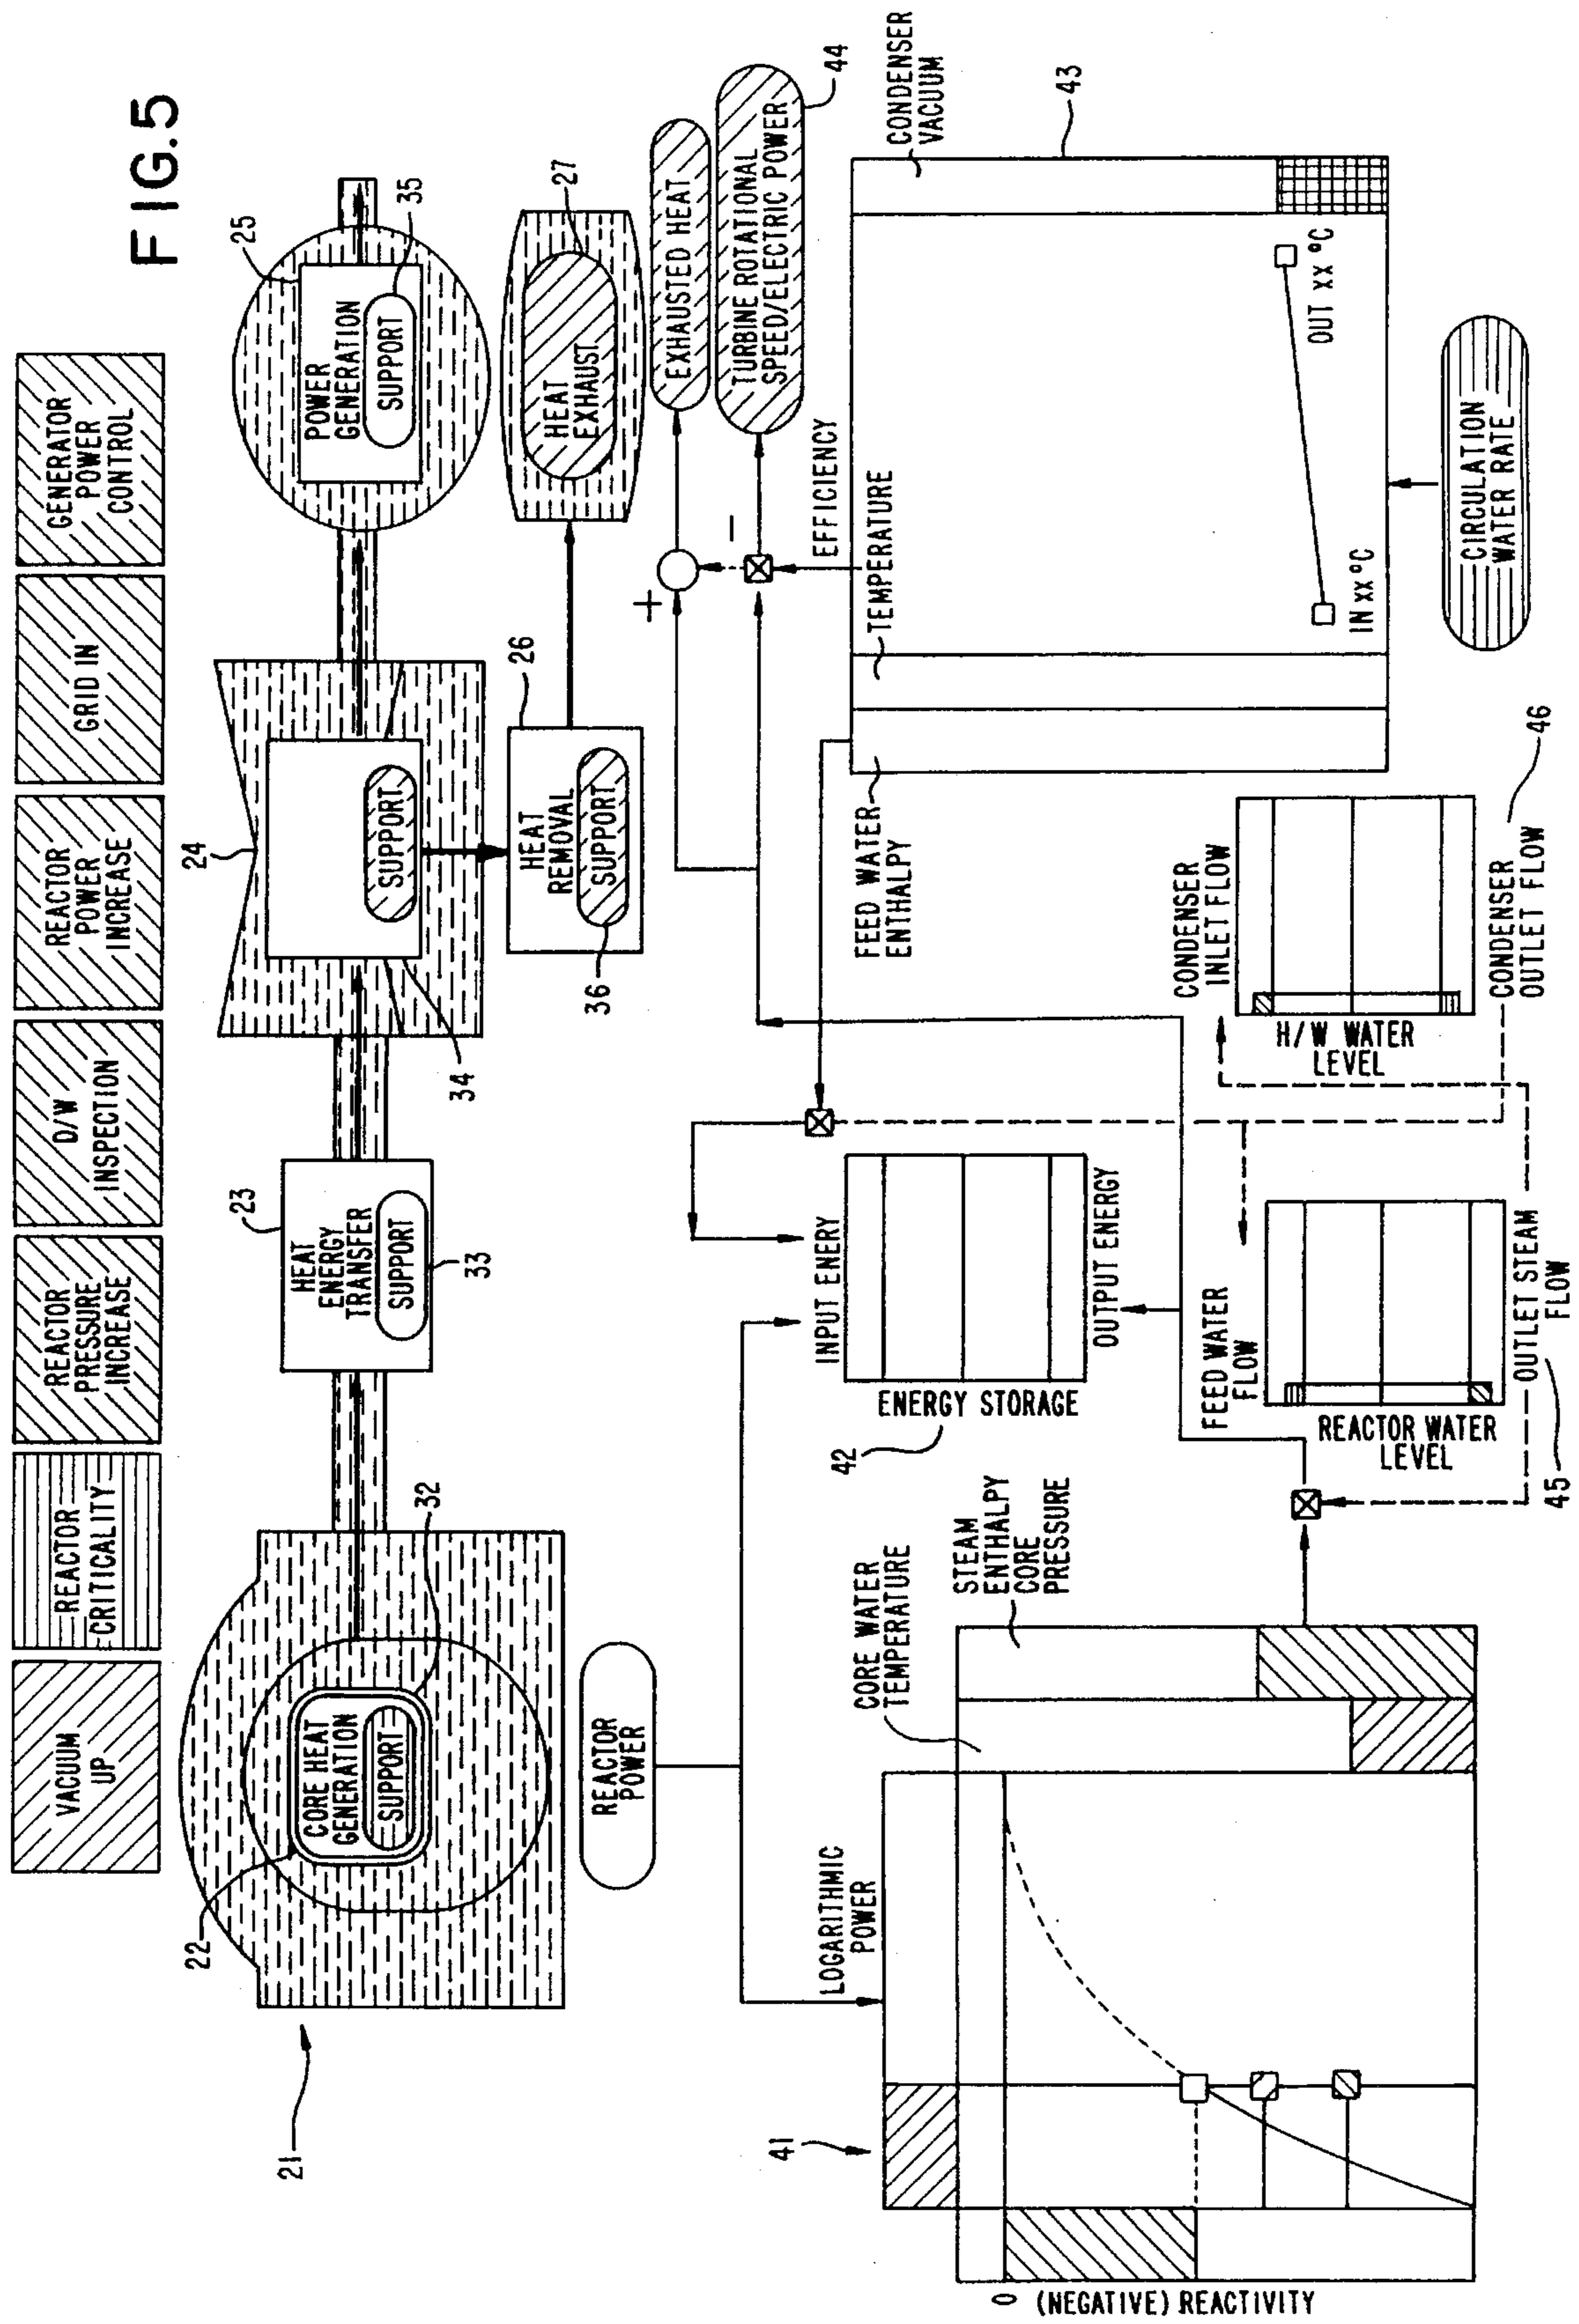 FIG.5
VACUUM
UP
REACTOR
CRITICALITY
REACTOR
PRESSURE
INCREASE
D/W
INSPECTION
REACTOR
POWER
INCREASE
GRID IN
GENERATOR
POWER
CONTROL
21
22
CORE HEAT
GENERATION
SUPPORT
32
23
HEAT
ENERGY
TRANSFER
SUPPORT
33
24
SUPPORT
34
25
POWER
GENERATION
SUPPORT
35
26
HEAT
REMOVAL
SUPPORT
36
27
HEAT
EXHAUST
REACTOR
POWER
+
−
EXHAUSTED HEAT
TURBINE ROTATIONAL
SPEED/ELECTRIC POWER
44
EFFICIENCY
41
LOGARITHMIC
POWER
CORE WATER
TEMPERATURE
STEAM
ENTHALPY
CORE
PRESSURE
0
(NEGATIVE) REACTIVITY
INPUT ENERY
ENERGY STORAGE
42
OUTPUT ENERGY
FEED WATER
ENTHALPY
TEMPERATURE
CONDENSER
VACUUM
43
IN XX °C
OUT XX °C
CIRCULATION
WATER RATE
FEED WATER
FLOW
REACTOR WATER
LEVEL
OUTLET STEAM
FLOW
45
CONDENSER
INLET FLOW
H/W WATER
LEVEL
CONDENSER
OUTLET FLOW
46